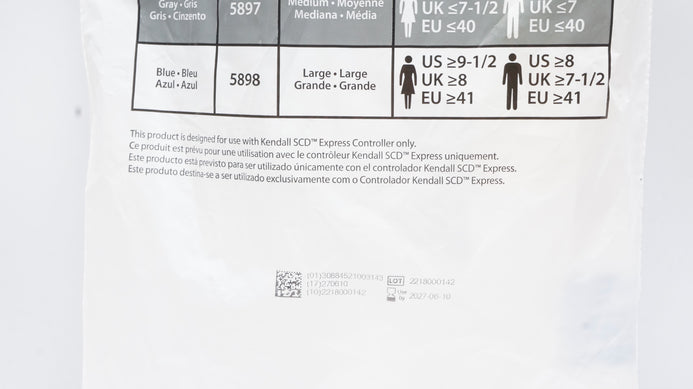 Gray • Gris
Gris • Cinzento
5897
Medium • Moyenne
Mediana • Média
UK ≤7-1/2
EU ≤40
UK ≤7
EU ≤40
Blue • Bleu
Azul • Azul
5898
Large • Large
Grande • Grande
US ≥9-1/2
UK ≥8
EU ≥41
US ≥8
UK ≥7-1/2
EU ≥41
This product is designed for use with Kendall SCD™ Express Controller only.
Ce produit est prévu pour une utilisation avec le contrôleur Kendall SCD™ Express uniquement.
Este producto está previsto para ser utilizado únicamente con el controlador Kendall SCD™ Express.
Este produto destina-se a ser utilizado exclusivamente com o Controlador Kendall SCD™ Express.
(01)30884521003143
(17)270610
(10)2218000142
LOT 2218000142
Use by 2027-06-10